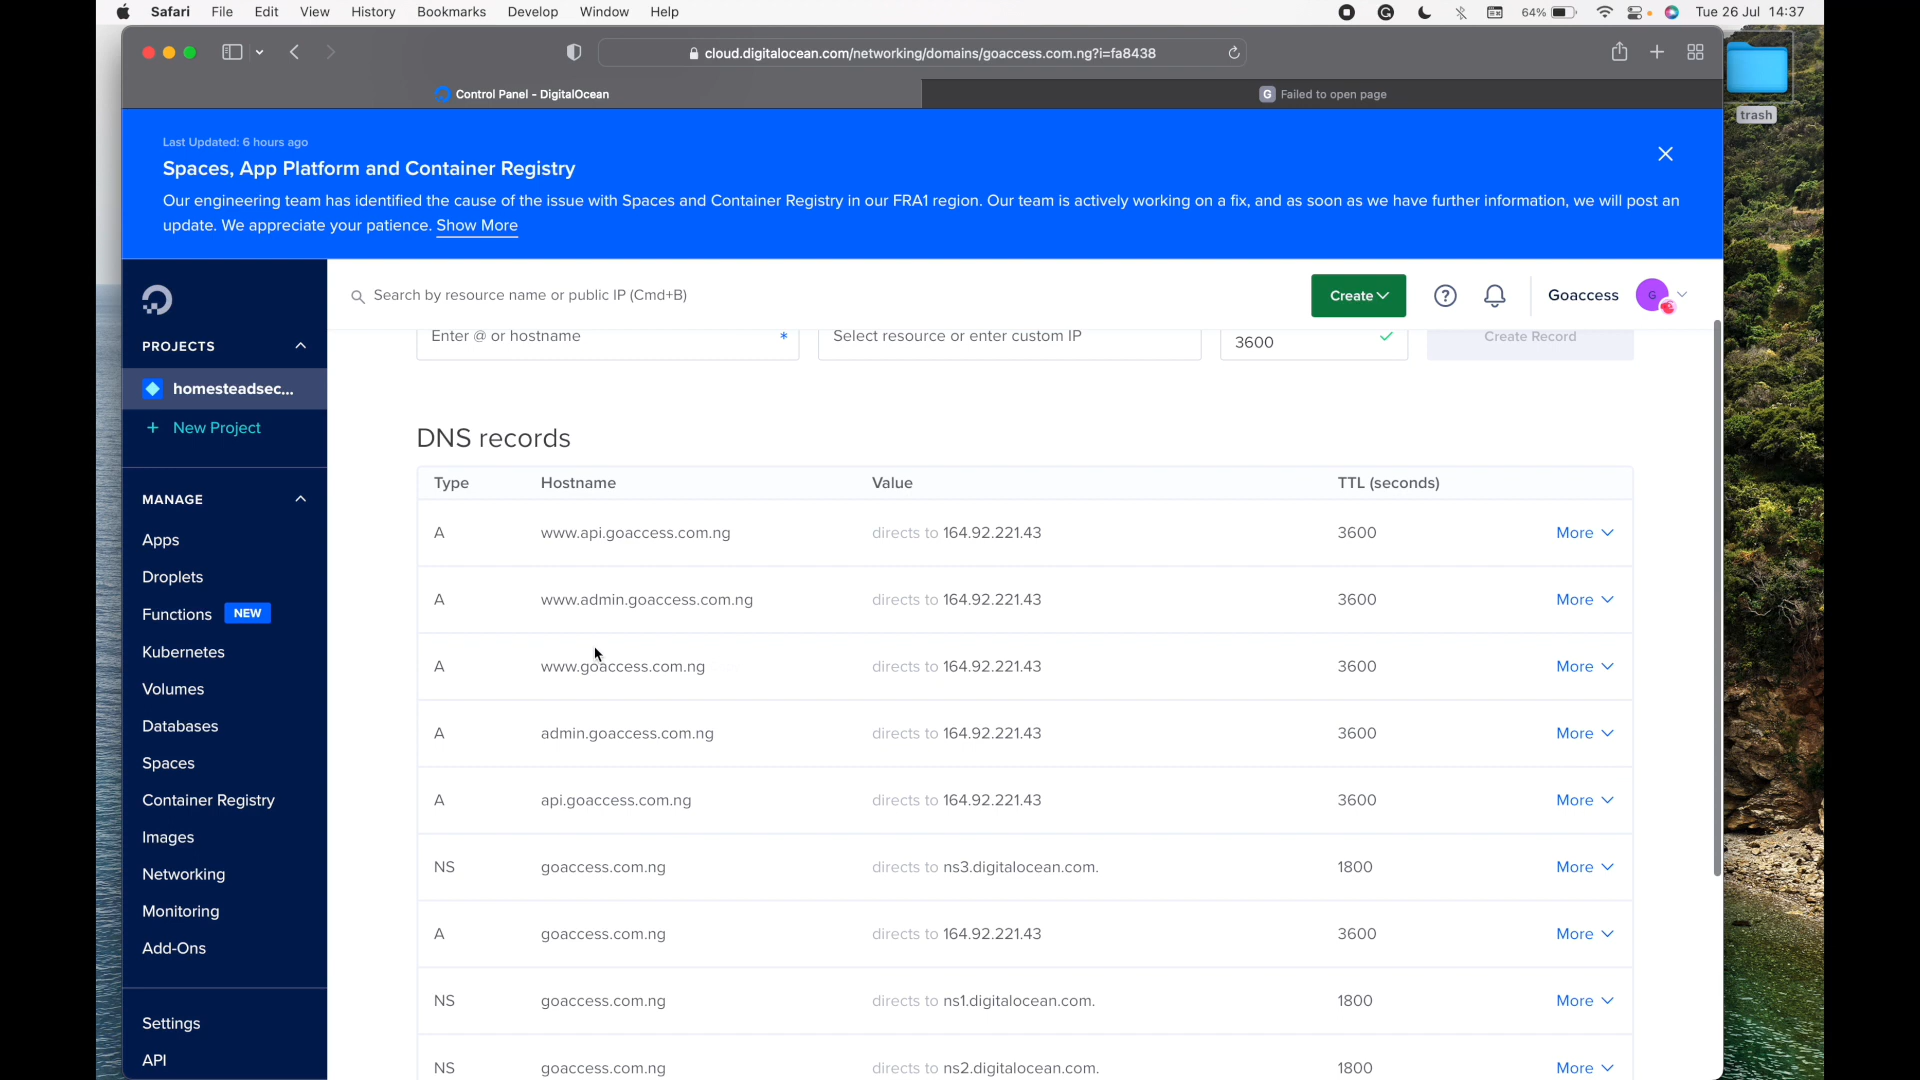 Safari File Edit View History Bookmarks Develop Window Help 64% Tue 26 Jul 14:37
cloud.digitalocean.com/networking/domains/goaccess.com.ng?i=fa8438
Control Panel - DigitalOcean
G Failed to open page
trash
Last Updated: 6 hours ago
Spaces, App Platform and Container Registry
Our engineering team has identified the cause of the issue with Spaces and Container Registry in our FRA1 region. Our team is actively working on a fix, and as soon as we have further information, we will post an
update. We appreciate your patience. Show More
Search by resource name or public IP (Cmd+B)
Create
Goaccess
G
PROJECTS
homesteadsec...
+ New Project
MANAGE
Apps
Droplets
Functions NEW
Kubernetes
Volumes
Databases
Spaces
Container Registry
Images
Networking
Monitoring
Add-Ons
Settings
API
Enter @ or hostname *
Select resource or enter custom IP
3600
Create Record
DNS records
Type Hostname Value TTL (seconds)
A www.api.goaccess.com.ng directs to 164.92.221.43 3600 More
A www.admin.goaccess.com.ng directs to 164.92.221.43 3600 More
A www.goaccess.com.ng directs to 164.92.221.43 3600 More
A admin.goaccess.com.ng directs to 164.92.221.43 3600 More
A api.goaccess.com.ng directs to 164.92.221.43 3600 More
NS goaccess.com.ng directs to ns3.digitalocean.com. 1800 More
A goaccess.com.ng directs to 164.92.221.43 3600 More
NS goaccess.com.ng directs to ns1.digitalocean.com. 1800 More
NS goaccess.com.ng directs to ns2.digitalocean.com. 1800 More